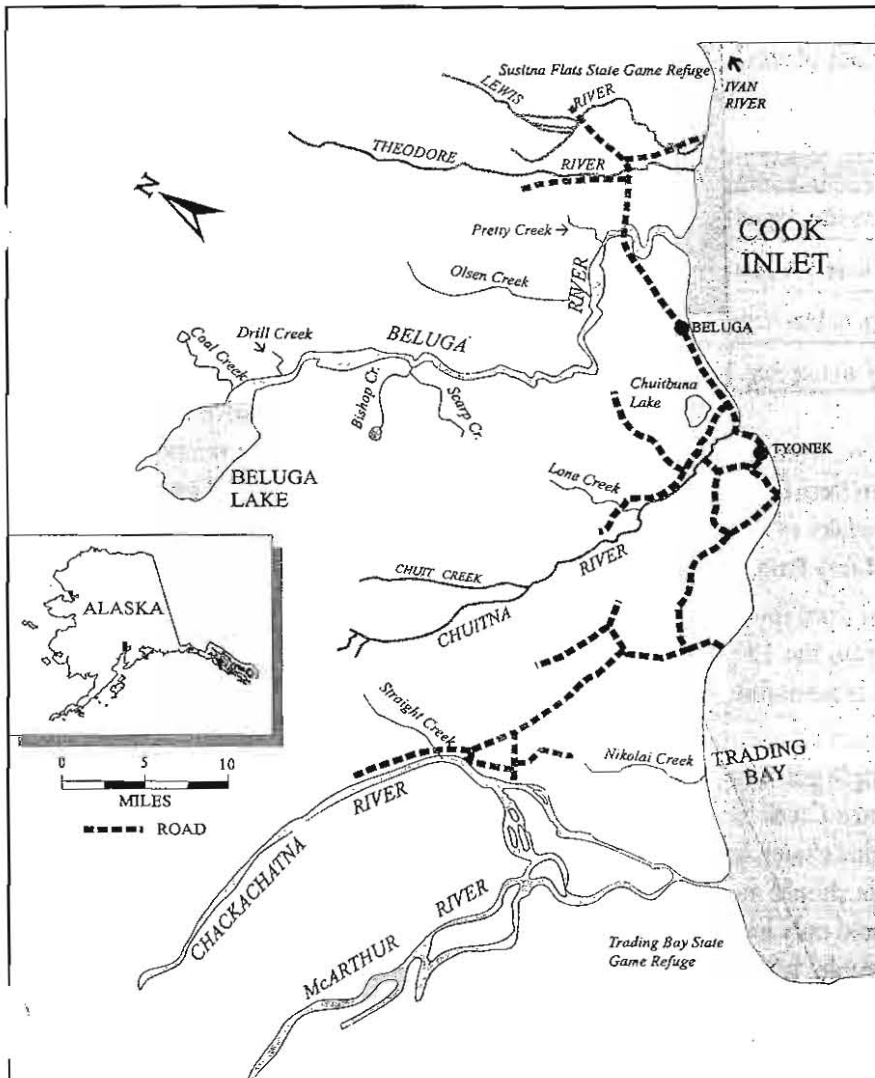 Susitna Flats State Game Refuge
IVAN
RIVER
LEWIS
RIVER
THEODORE
RIVER
N
Pretty Creek
COOK
INLET
Olsen Creek
RIVER
BELUGA
BELUGA
Drill Creek
Coal Creek
Bishop Cr.
Scarp Cr.
Chuitbuna
Lake
TYONEK
BELUGA
LAKE
Lone Creek
RIVER
CHUIT CREEK
CHUITNA
ALASKA
Straight Creek
Nikolai Creek
TRADING
BAY
0 5 10
MILES
ROAD
RIVER
CHACKACHATNA
RIVER
McARTHUR
Trading Bay State
Game Refuge